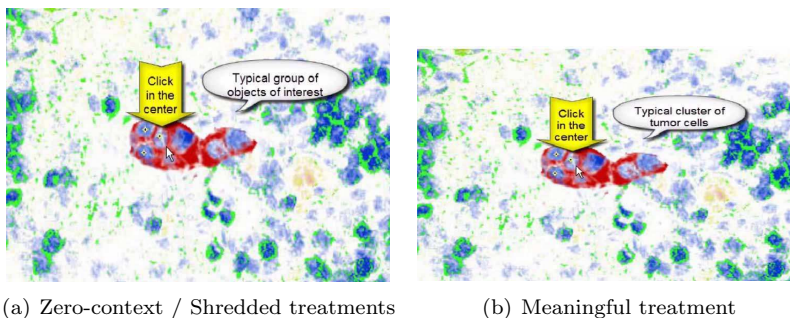 Click
in the
center
Typical group of
objects of interest
Click
in the
center
Typical cluster of
tumor cells
(a) Zero-context / Shredded treatments
(b) Meaningful treatment